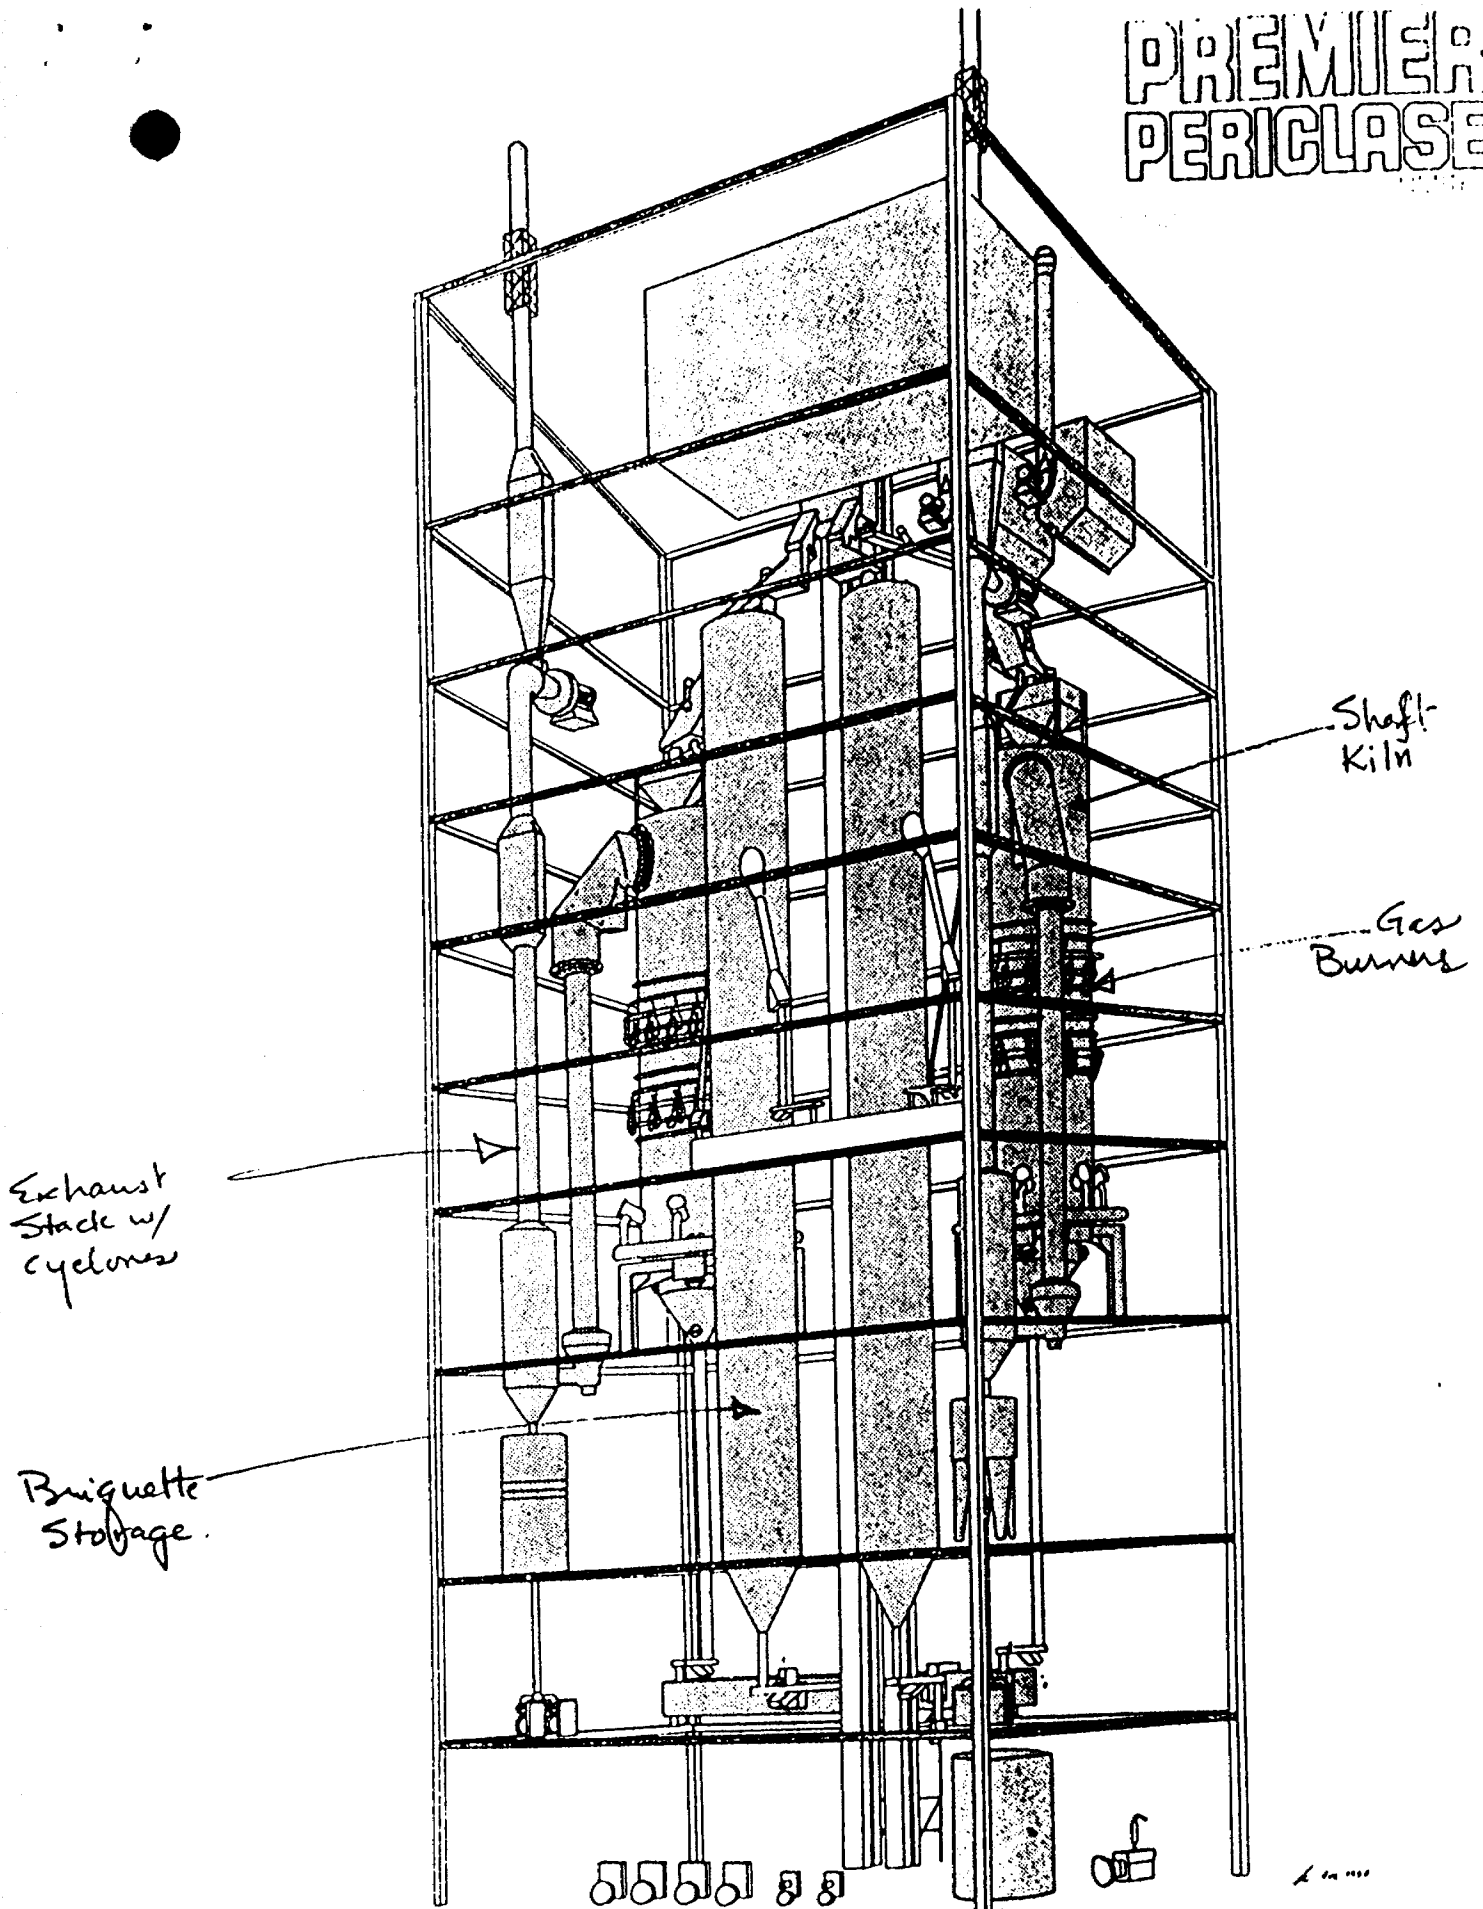 PREMIER
PERICLASE
Shaft
Kiln
Gas
Burners
Exhaust
Stack w/
Cyclones
Briquette
Storage.